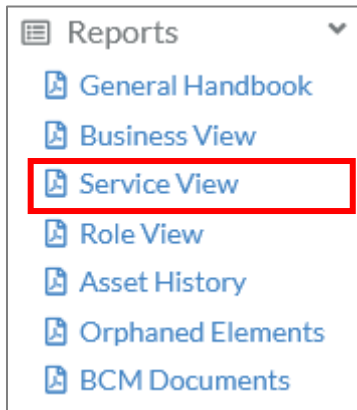 Reports
General Handbook
Business View
Service View
Role View
Asset History
Orphaned Elements
BCM Documents